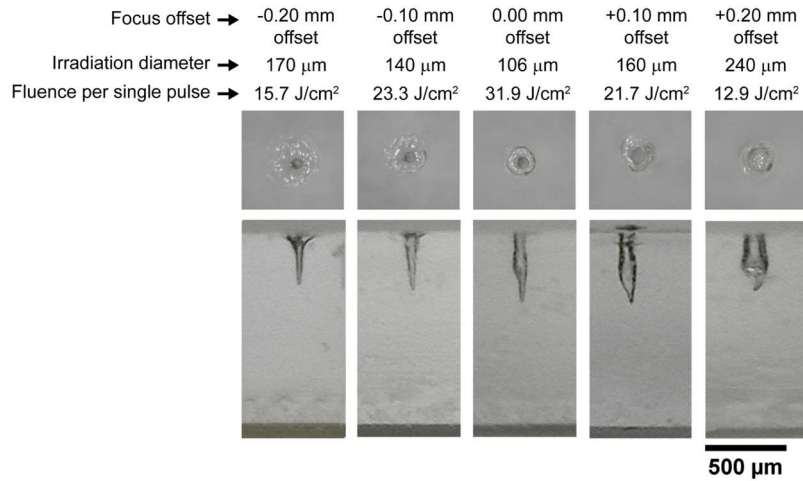 Focus offset → -0.20 mm offset -0.10 mm offset 0.00 mm offset +0.10 mm offset +0.20 mm offset
Irradiation diameter → 170 μm 140 μm 106 μm 160 μm 240 μm
Fluence per single pulse → 15.7 J/cm² 23.3 J/cm² 31.9 J/cm² 21.7 J/cm² 12.9 J/cm²
500 μm